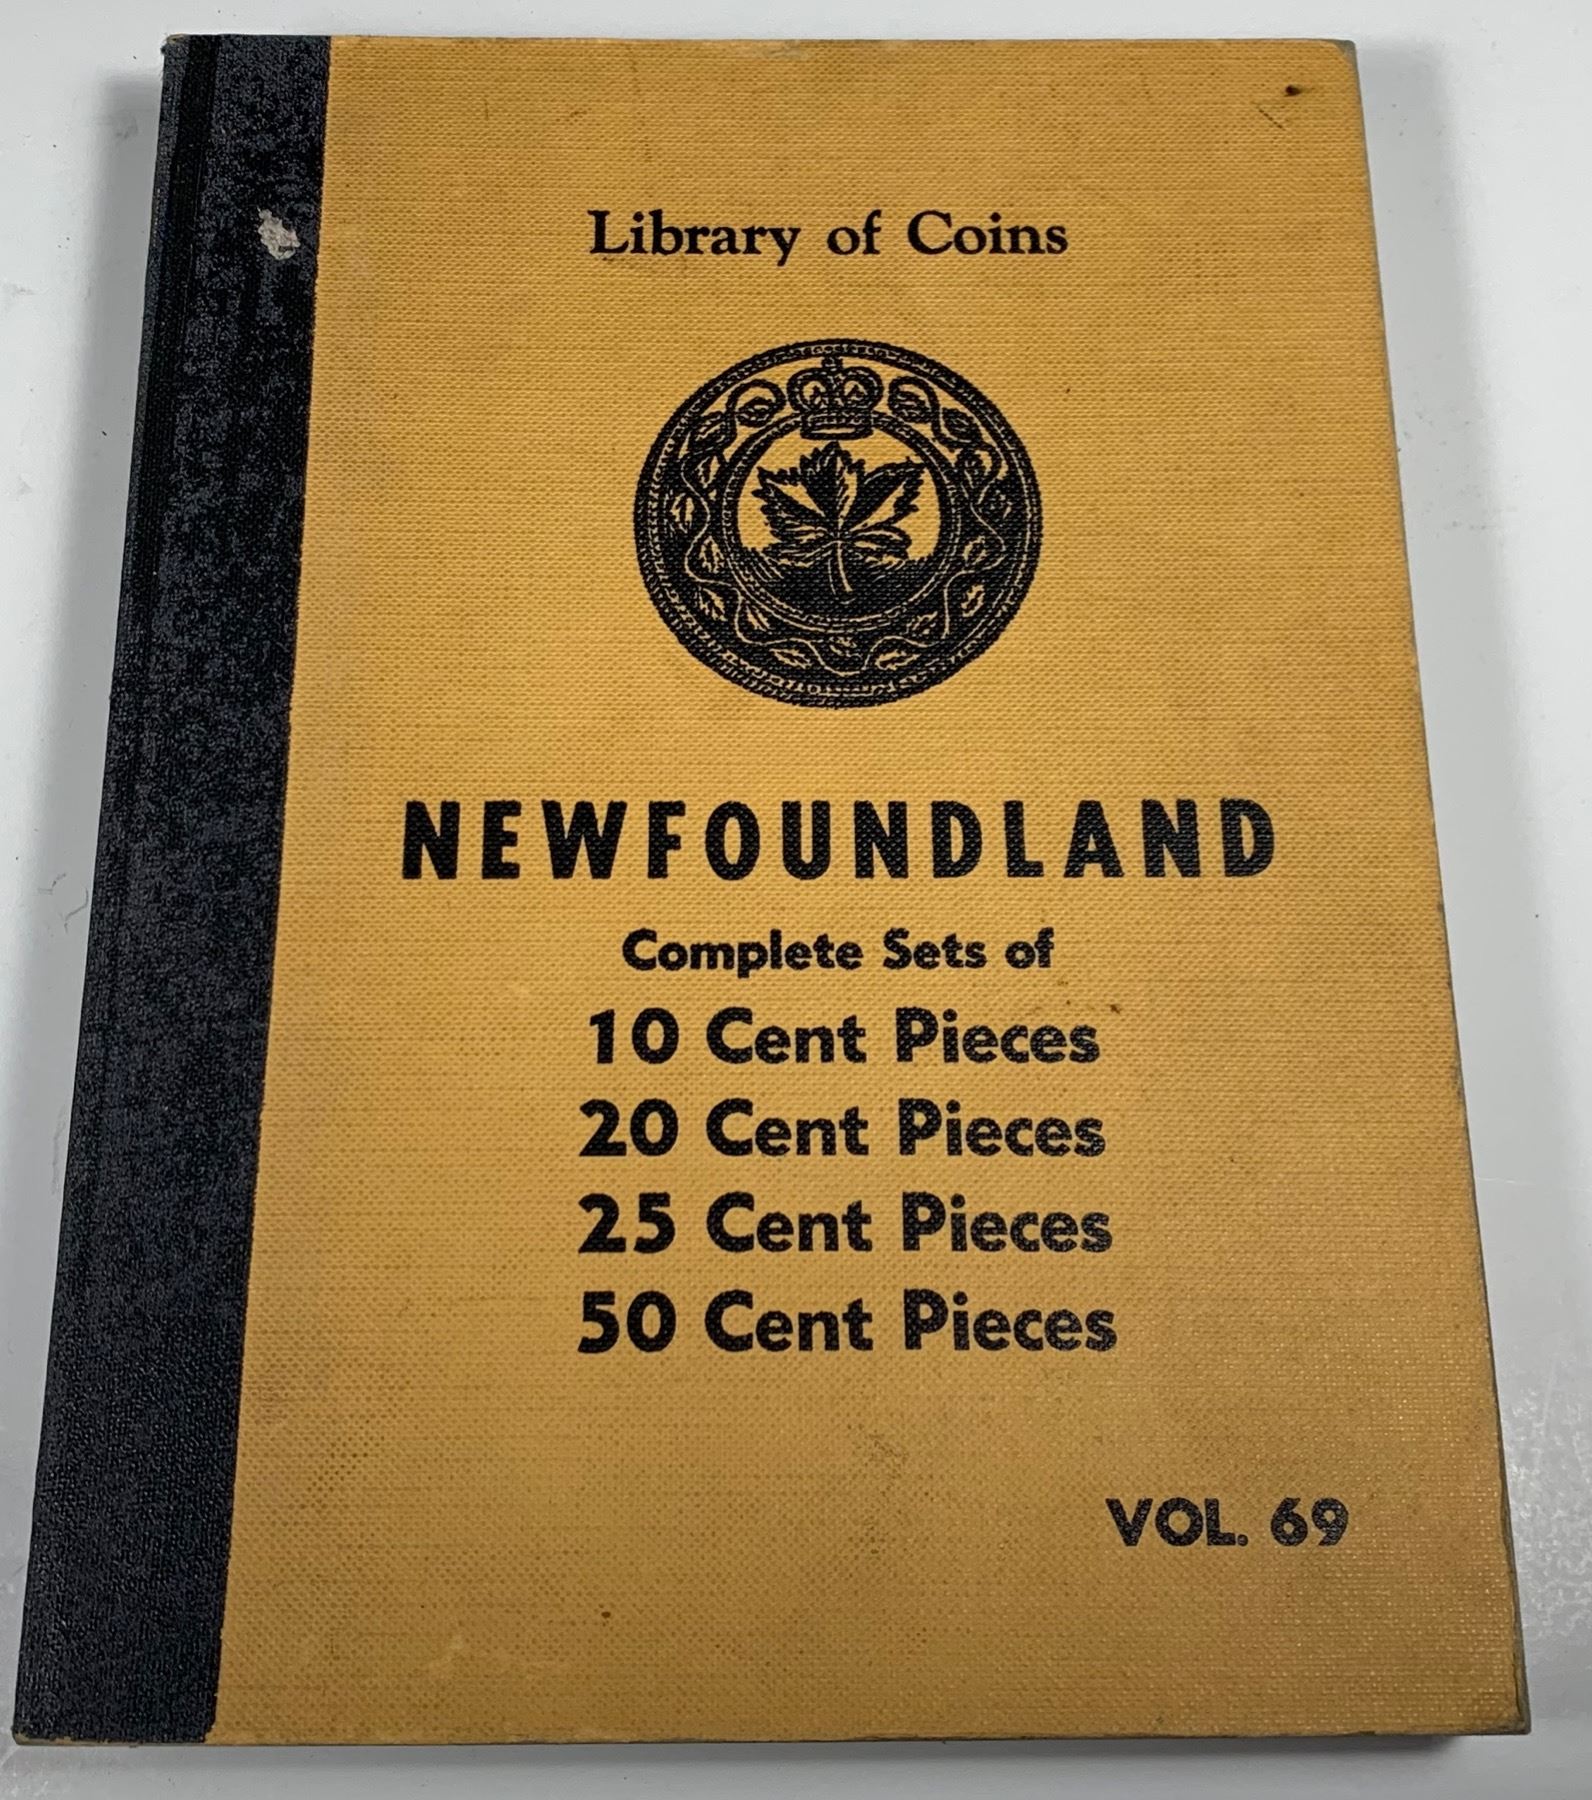 Library of Coins
NEWFOUNDLAND
Complete Sets of
10 Cent Pieces
20 Cent Pieces
25 Cent Pieces
50 Cent Pieces
VOL. 69